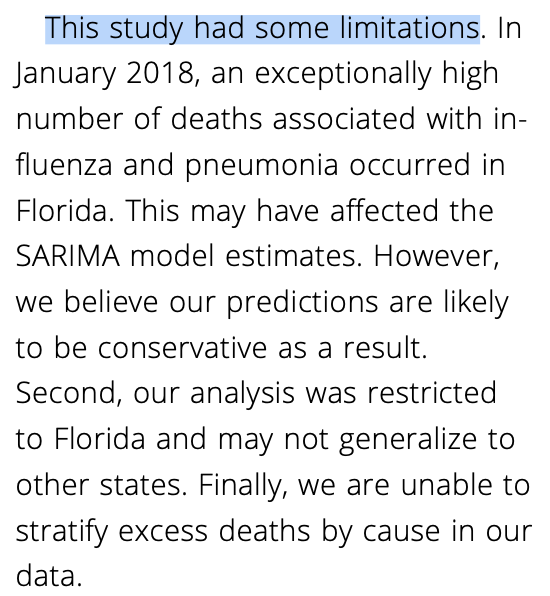 This study had some limitations. In
January 2018, an exceptionally high
number of deaths associated with in-
fluenza and pneumonia occurred in
Florida. This may have affected the
SARIMA model estimates. However,
we believe our predictions are likely
to be conservative as a result.
Second, our analysis was restricted
to Florida and may not generalize to
other states. Finally, we are unable to
stratify excess deaths by cause in our
data.